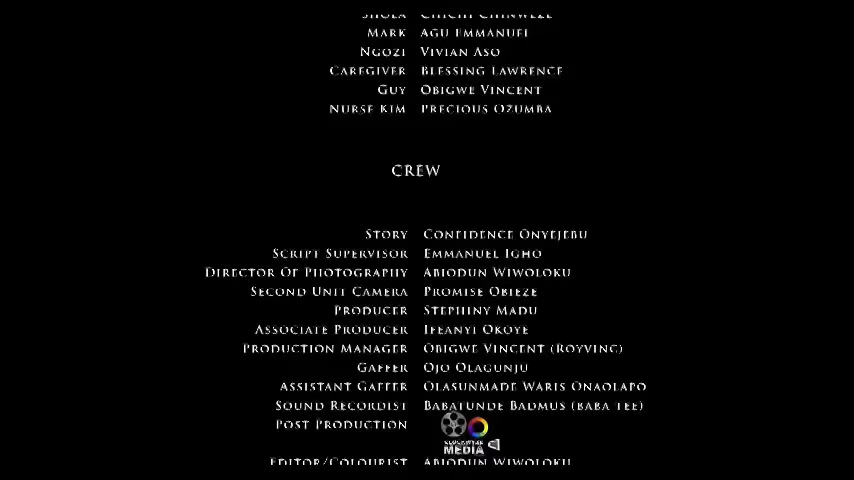 Shola Chichi Chinweze
Mark Agu Emmanuel
Ngozi Vivian Aso
Caregiver Blessing Lawrence
Guy Obigwe Vincent
Nurse Kim Precious Ozumba
CREW
Story Confidence Onyejebu
Script Supervisor Emmanuel Igho
Director Of Photography Abiodun Wiwoloku
Second Unit Camera Promise Obieze
Producer Stephiny Madu
Associate Producer Ifeanyi Okoye
Production Manager Obigwe Vincent (Royvinc)
Gaffer Ojo Olagunju
Assistant Gaffer Olasunmade Waris Onaolapo
Sound Recordist Babatunde Badmus (baba tee)
Post Production
MEDIA
Editor/Colourist Abiodun Wiwoloku